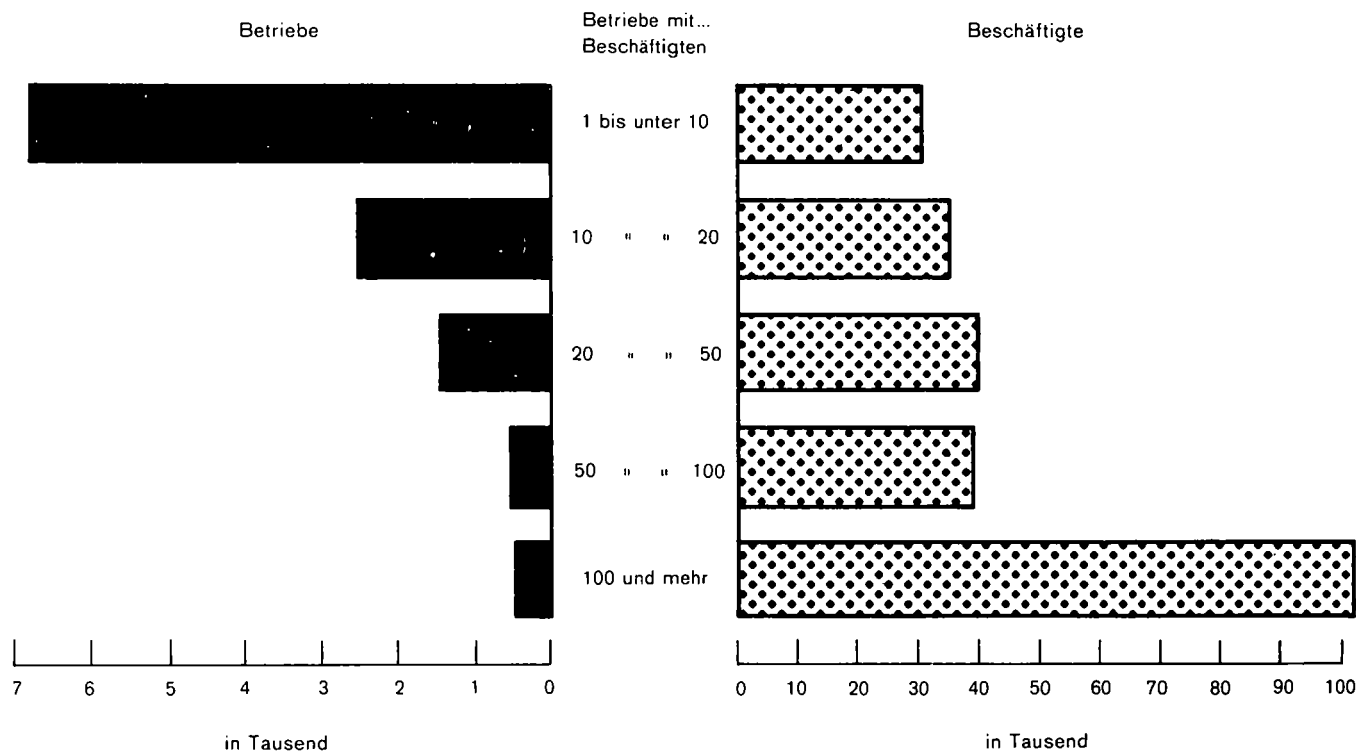 Betriebe
Betriebe mit...
Beschäftigten
Beschäftigte
1 bis unter 10
10 " " 20
20 " " 50
50 " " 100
100 und mehr
7 6 5 4 3 2 1 0
0 10 20 30 40 50 60 70 80 90 100
in Tausend
in Tausend